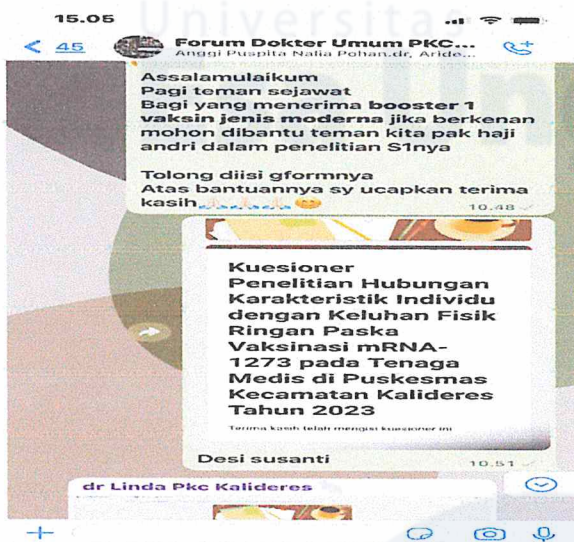 Universitas
15.05
45
Forum Dokter Umum PKC...
Anggi Puspita Nalia Pohan.dr, Aride...
Assalamulaikum
Pagi teman sejawat
Bagi yang menerima booster 1
vaksin jenis moderna jika berkenan
mohon dibantu teman kita pak haji
andri dalam penelitian S1nya
Tolong diisi gformnya
Atas bantuannya sy ucapkan terima
kasih🙏🙏🙏🙏😊
10.48
Kuesioner
Penelitian Hubungan
Karakteristik Individu
dengan Keluhan Fisik
Ringan Paska
Vaksinasi mRNA-
1273 pada Tenaga
Medis di Puskesmas
Kecamatan Kalideres
Tahun 2023
Terima kasih telah mengisi kuesioner ini
Desi susanti
10.51
dr Linda Pkc Kalideres